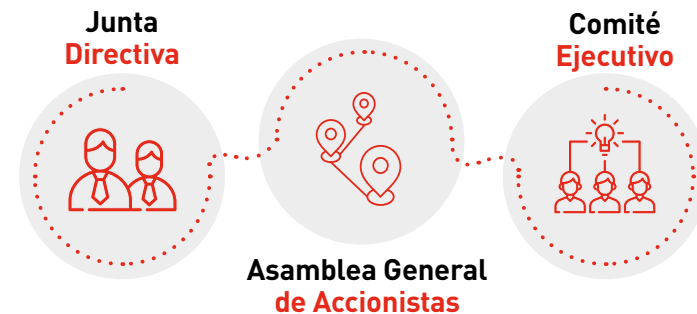 Junta
Directiva
Asamblea General
de Accionistas
Comité
Ejecutivo